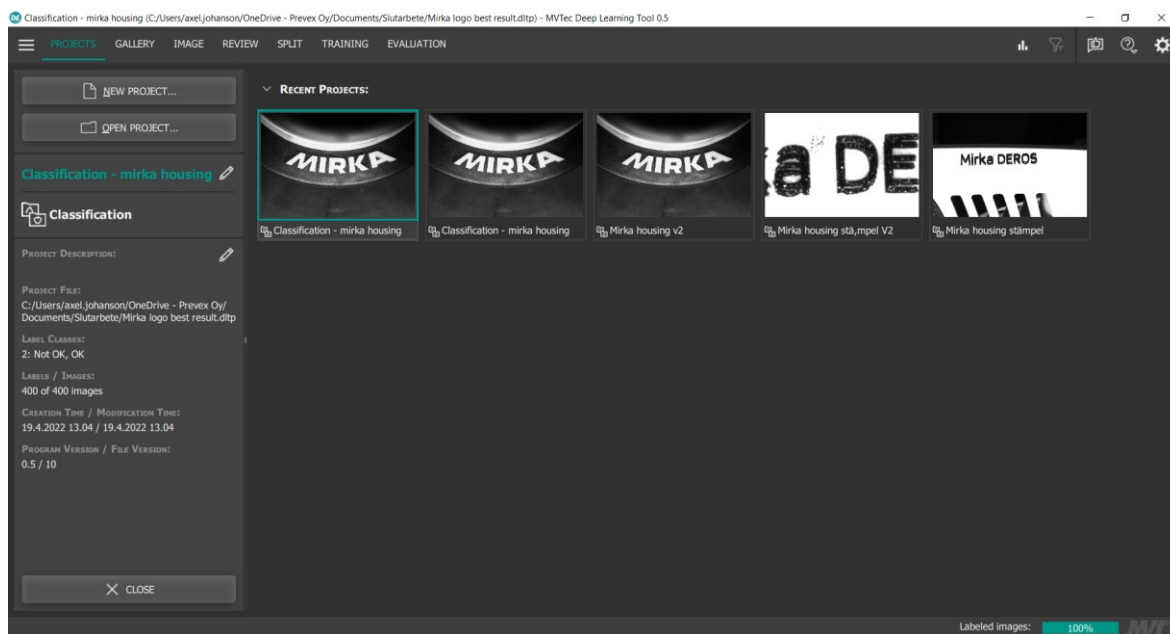 Classification - mirka housing (C:/Users/axel.johanson/OneDrive - Prevex Oy/Documents/Slutarbete/Mirka logo best result.dltp) - MVTec Deep Learning Tool 0.5
PROJECTS GALLERY IMAGE REVIEW SPLIT TRAINING EVALUATION
NEW PROJECT...
OPEN PROJECT...
Classification - mirka housing
Classification
PROJECT DESCRIPTION:
PROJECT FILE:
C:/Users/axel.johanson/OneDrive - Prevex Oy/
Documents/Slutarbete/Mirka logo best result.dltp
LABEL CLASSES:
2: Not OK, OK
LABELS / IMAGES:
400 of 400 images
CREATION TIME / MODIFICATION TIME:
19.4.2022 13.04 / 19.4.2022 13.04
PROGRAM VERSION / FILE VERSION:
0.5 / 10
CLOSE
RECENT PROJECTS:
MIRKA MIRKA MIRKA a DE Mirka DEROS
Classification - mirka housing Classification - mirka housing Mirka housing v2 Mirka housing stä,mpel V2 Mirka housing stämpel
Labeled images: 100%